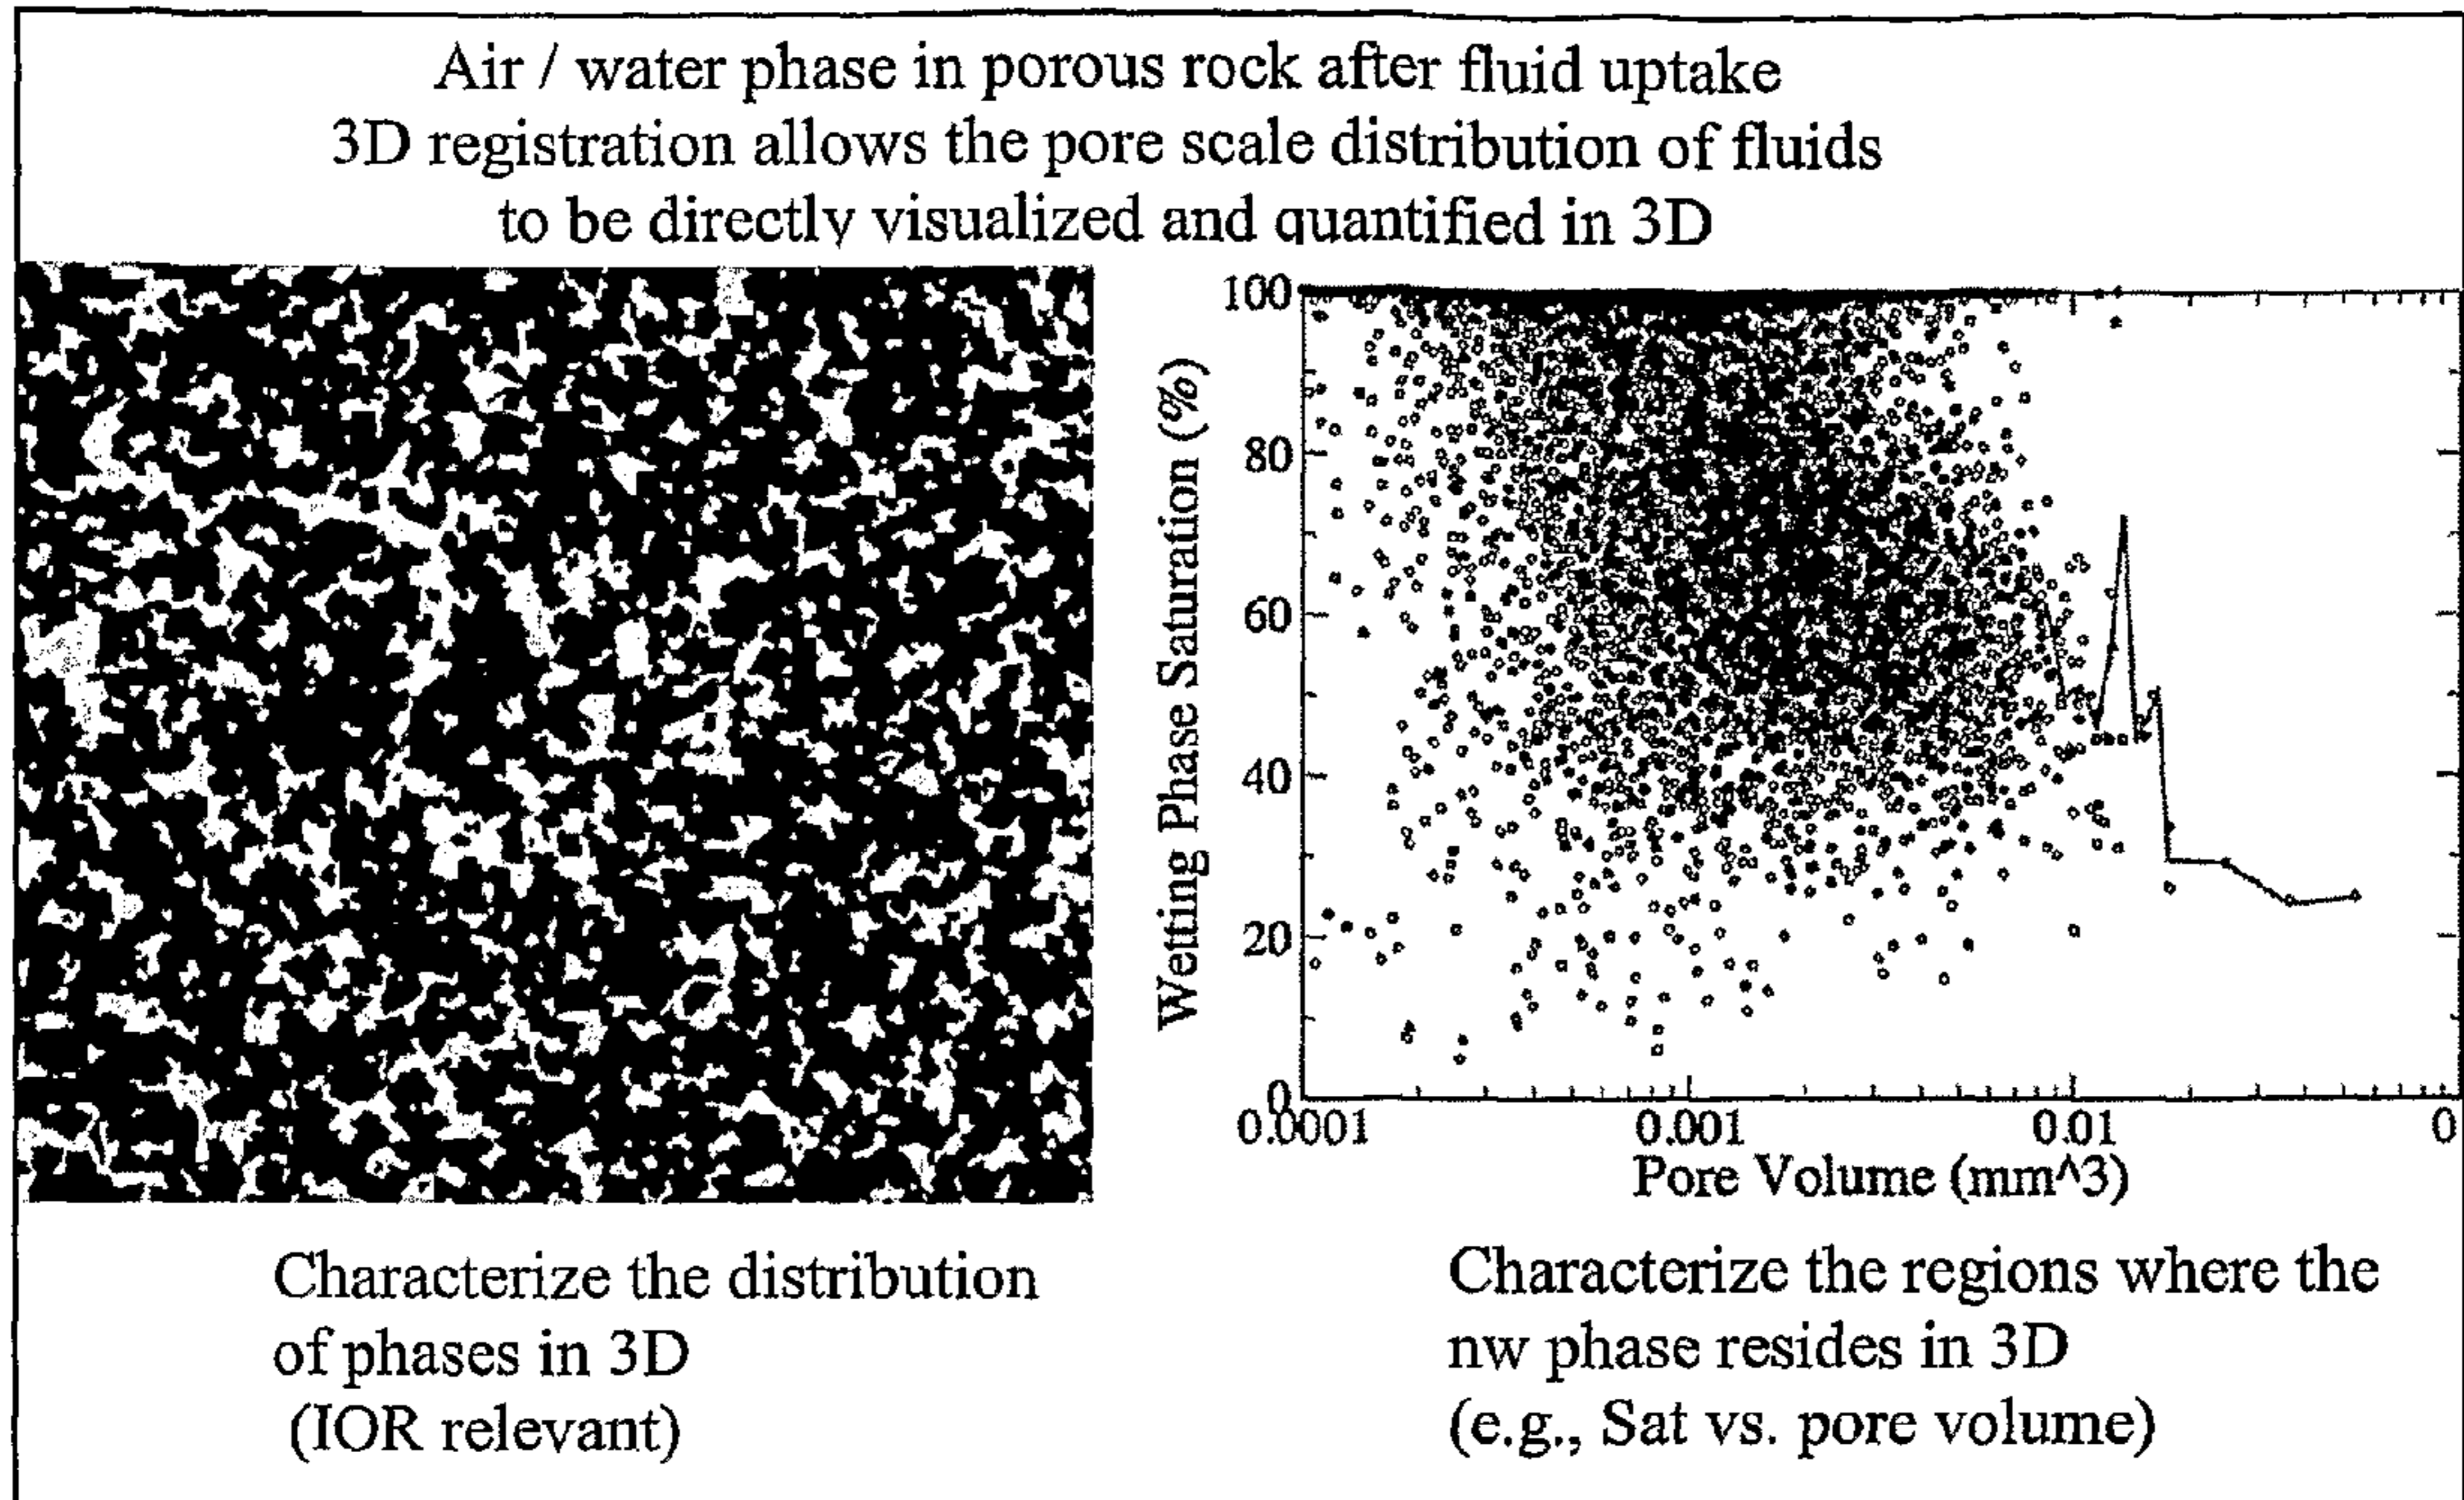 Air / water phase in porous rock after fluid uptake
3D registration allows the pore scale distribution of fluids
to be directly visualized and quantified in 3D
100
80
60
40
20
0
Wetting Phase Saturation (%)
0.0001 0.001 0.01 0
Pore Volume (mm^3)
Characterize the distribution
of phases in 3D
(IOR relevant)
Characterize the regions where the
nw phase resides in 3D
(e.g., Sat vs. pore volume)